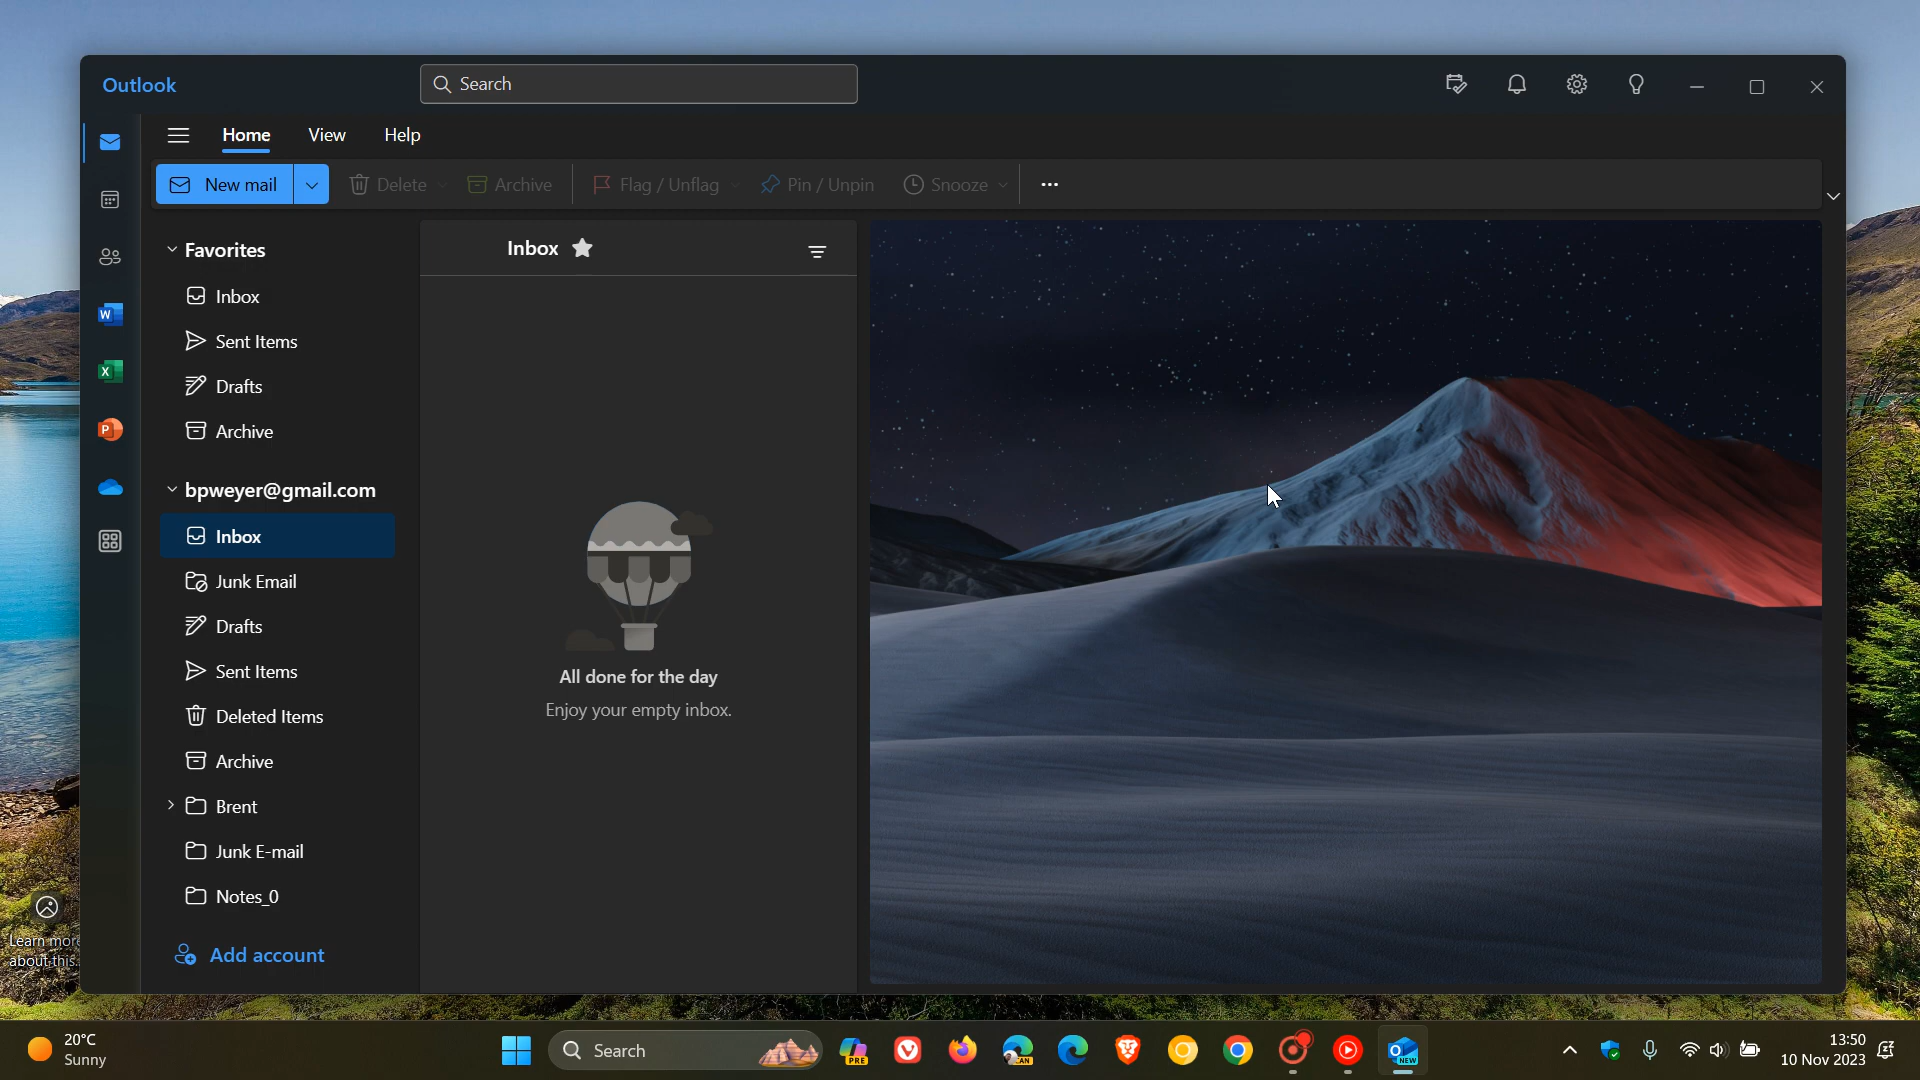 Outlook
Search
Home View Help
New mail Delete Archive Flag / Unflag Pin / Unpin Snooze
Favorites
Inbox
Sent Items
Drafts
Archive
bpweyer@gmail.com
Inbox
Junk Email
Drafts
Sent Items
Deleted Items
Archive
Brent
Junk E-mail
Notes_0
Add account
Inbox
All done for the day
Enjoy your empty inbox.
W
X
P
Learn more
about this.
20°C
Sunny
Search
PRE
CAN
O
NEW
13:50
10 Nov 2023